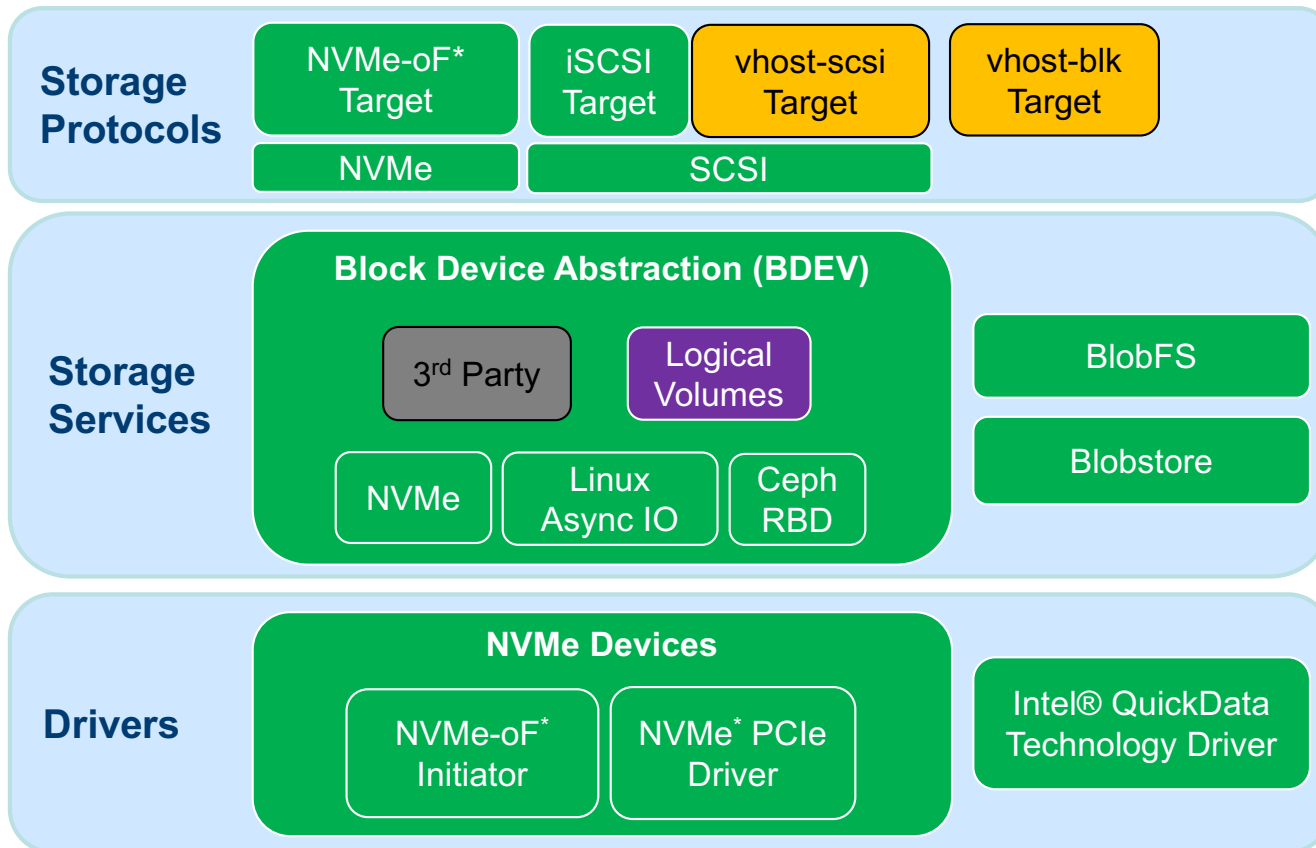 Storage
Protocols
NVMe-oF*
Target
iSCSI
Target
vhost-scsi
Target
vhost-blk
Target
NVMe
SCSI
Storage
Services
Block Device Abstraction (BDEV)
3rd Party
Logical
Volumes
NVMe
Linux
Async IO
Ceph
RBD
BlobFS
Blobstore
Drivers
NVMe Devices
NVMe-oF*
Initiator
NVMe* PCIe
Driver
Intel® QuickData
Technology Driver